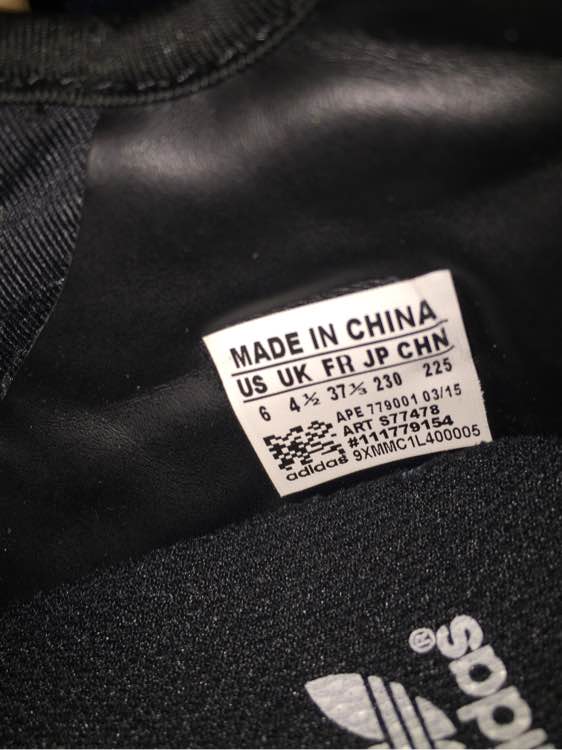 MADE IN CHINA
US UK FR JP CHN
6 4½ 37⅓ 230 225
APE 779001 03/15
ART S77478
#111779154
adidas 9XMMC1L400005
®